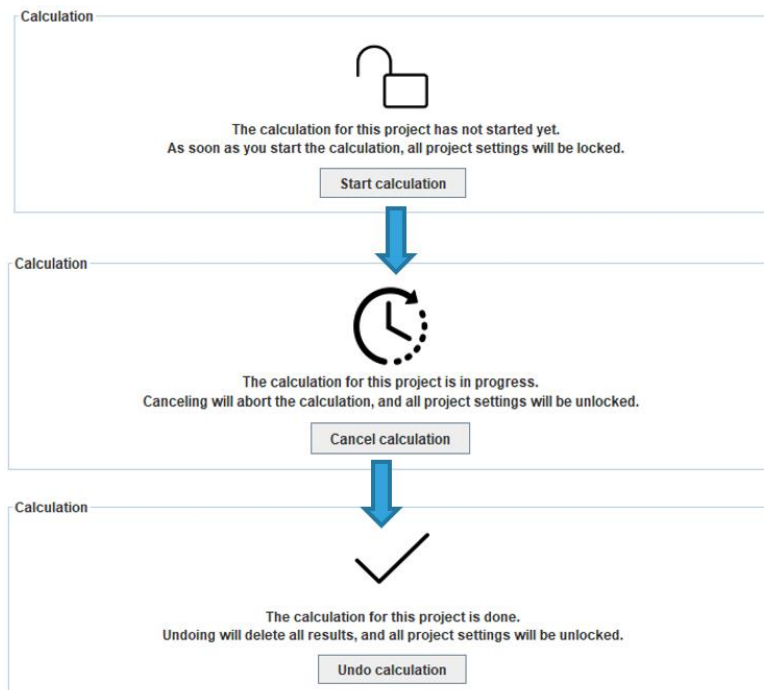 Calculation
The calculation for this project has not started yet.
As soon as you start the calculation, all project settings will be locked.
Start calculation
Calculation
The calculation for this project is in progress.
Canceling will abort the calculation, and all project settings will be unlocked.
Cancel calculation
Calculation
The calculation for this project is done.
Undoing will delete all results, and all project settings will be unlocked.
Undo calculation